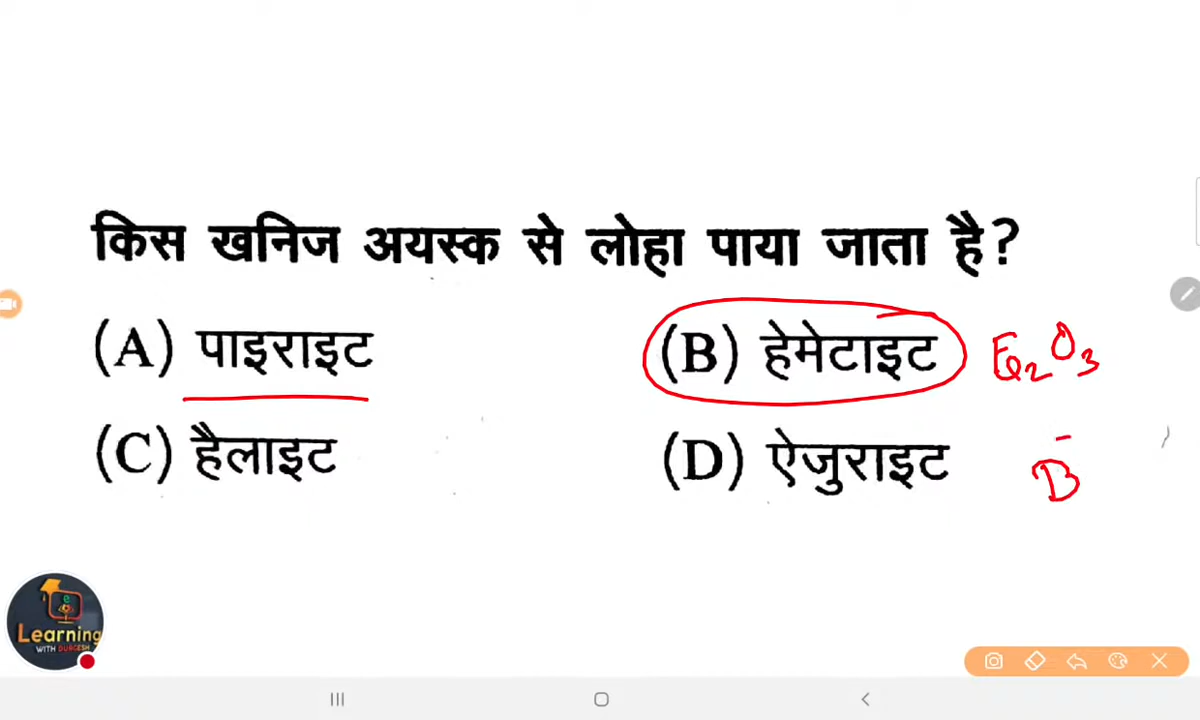 किस खनिज अयस्क से लोहा पाया जाता है?
(A) पाइराइट
(B) हेमेटाइट Fe2O3
(C) हैलाइट
(D) ऐजुराइट B
e
Learning
WITH DURGESH